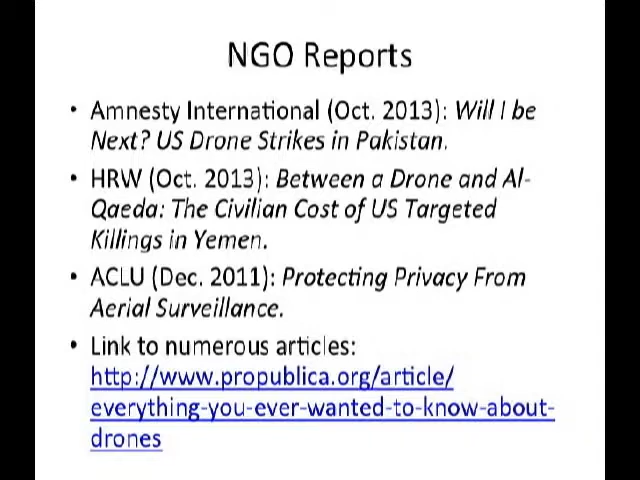 NGO Reports
• Amnesty International (Oct. 2013): Will I be
Next? US Drone Strikes in Pakistan.
• HRW (Oct. 2013): Between a Drone and Al-
Qaeda: The Civilian Cost of US Targeted
Killings in Yemen.
• ACLU (Dec. 2011): Protecting Privacy From
Aerial Surveillance.
• Link to numerous articles:
http://www.propublica.org/article/
everything-you-ever-wanted-to-know-about-
drones